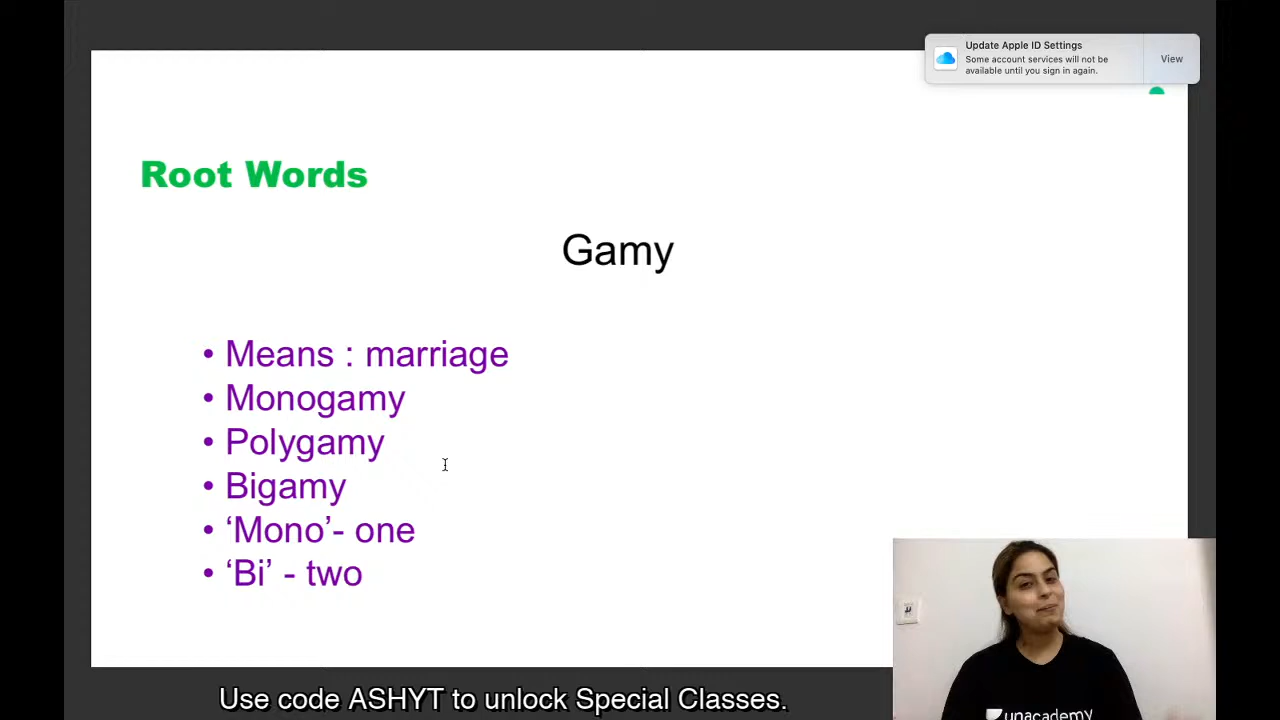 Update Apple ID Settings
Some account services will not be
available until you sign in again.
View
Root Words
Gamy
• Means : marriage
• Monogamy
• Polygamy
• Bigamy
• ‘Mono’- one
• ‘Bi’ - two
unacademy
Use code ASHYT to unlock Special Classes.